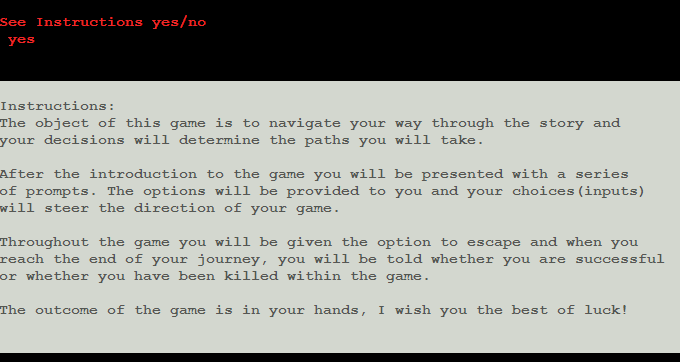 See Instructions yes/no
yes
Instructions:
The object of this game is to navigate your way through the story and
your decisions will determine the paths you will take.
After the introduction to the game you will be presented with a series
of prompts. The options will be provided to you and your choices(inputs)
will steer the direction of your game.
Throughout the game you will be given the option to escape and when you
reach the end of your journey, you will be told whether you are successful
or whether you have been killed within the game.
The outcome of the game is in your hands, I wish you the best of luck!